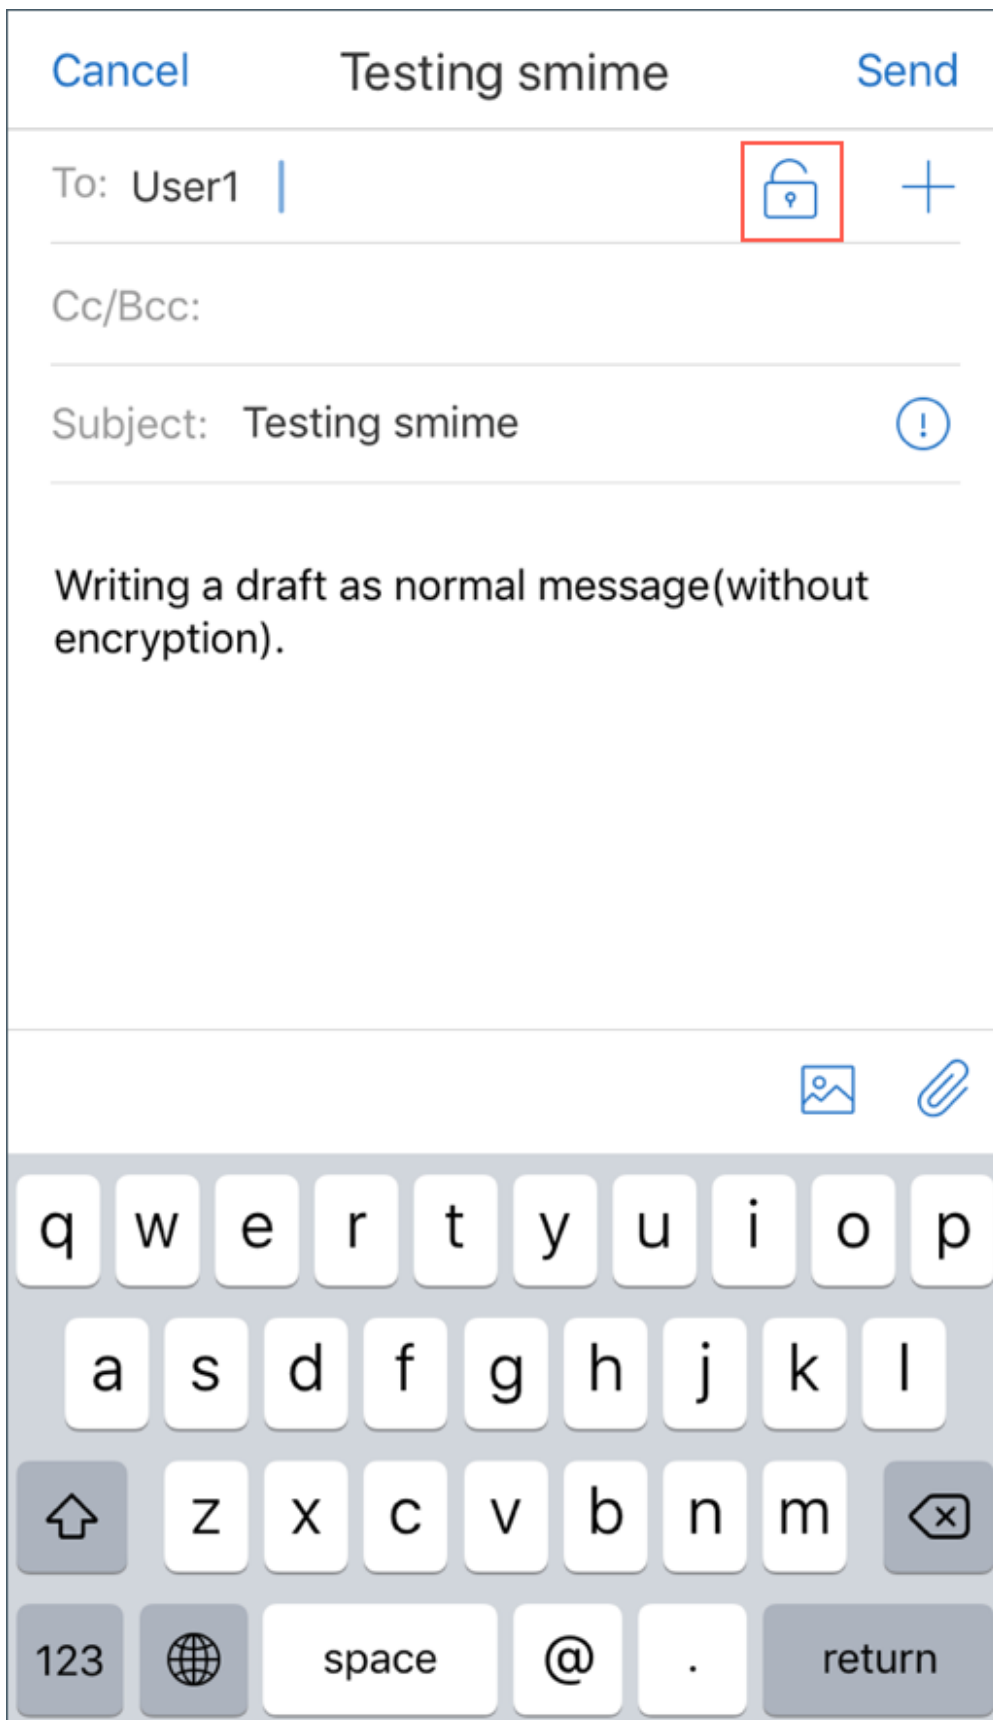 Cancel Testing smime Send
To: User1
Cc/Bcc:
Subject: Testing smime
Writing a draft as normal message(without
encryption).
q w e r t y u i o p
a s d f g h j k l
z x c v b n m
123 space @ . return